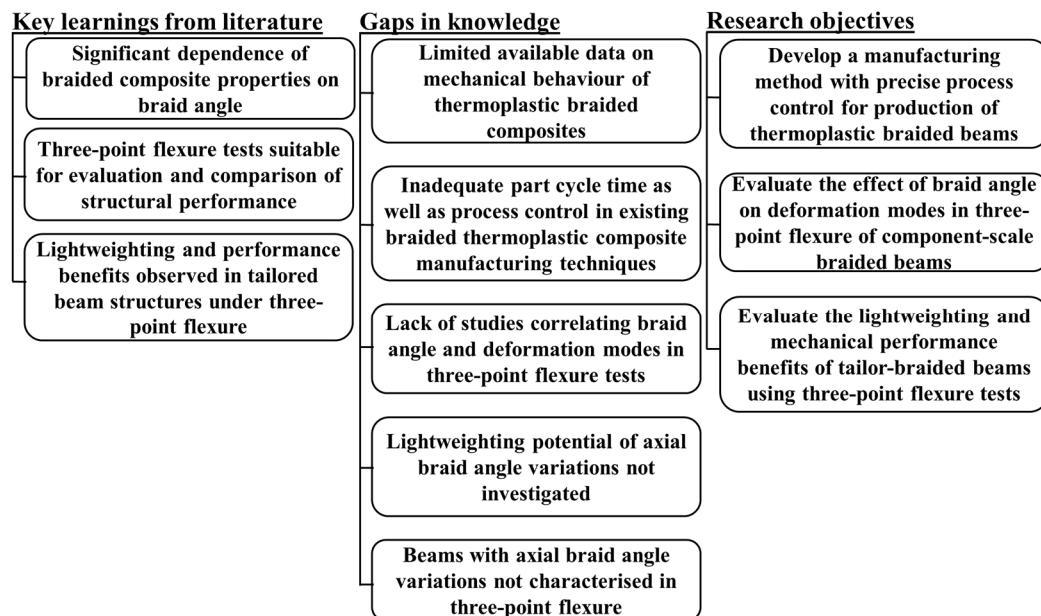 Key learnings from literature
Significant dependence of
braided composite properties on
braid angle
Three-point flexure tests suitable
for evaluation and comparison of
structural performance
Lightweighting and performance
benefits observed in tailored
beam structures under three-
point flexure
Gaps in knowledge
Limited available data on
mechanical behaviour of
thermoplastic braided
composites
Inadequate part cycle time as
well as process control in existing
braided thermoplastic composite
manufacturing techniques
Lack of studies correlating braid
angle and deformation modes in
three-point flexure tests
Lightweighting potential of axial
braid angle variations not
investigated
Beams with axial braid angle
variations not characterised in
three-point flexure
Research objectives
Develop a manufacturing
method with precise process
control for production of
thermoplastic braided beams
Evaluate the effect of braid angle
on deformation modes in three-
point flexure of component-scale
braided beams
Evaluate the lightweighting and
mechanical performance
benefits of tailor-braided beams
using three-point flexure tests